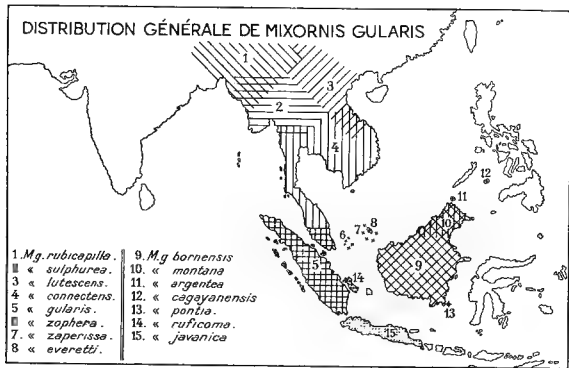 DISTRIBUTION GÉNÉRALE DE MIXORNIS GULARIS
1
3
2
4
12
11
10
6
7
8
9
5
14
13
15
1. M.g. rubicapilla.
« sulphurea.
3 « lutescens.
4 « connectens.
5 « gularis.
« zophera.
7. « zaperissa.
8 « everetti.
9. M.g bornensis
10. « montana
11. « argentea
12. « cagayanensis
13. « pontia.
14. « ruficoma.
15. « javanica